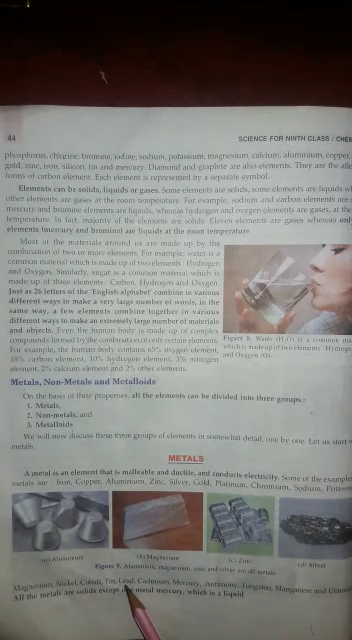 44
SCIENCE FOR NINTH CLASS : CHEM
phosphorus, chlorine, bromine, iodine, sodium, potassium, magnesium, calcium, aluminium, copper,
gold, zinc, iron, silicon, tin and mercury. Diamond and graphite are also elements. They are the allo
forms of carbon element. Each element is represented by a separate symbol.
Elements can be solids, liquids or gases. Some elements are solids, some elements are liquids wh
other elements are gases at the room temperature. For example, sodium and carbon elements are
mercury and bromine elements are liquids, whereas hydrogen and oxygen elements are gases, at the
temperature. In fact, majority of the elements are solids. Eleven elements are gases whereas only
elements (mercury and bromine) are liquids at the room temperature.
Most of the materials around us are made up by the
combination of two or more elements. For example, water is a
common material which is made up of two elements : Hydrogen
and Oxygen. Similarly, sugar is a common material which is
made up of three elements : Carbon, Hydrogen and Oxygen.
Just as 26 letters of the 'English alphabet' combine in various
different ways to make a very large number of words, in the
same way, a few elements combine together in various
different ways to make an extremely large number of materials
and objects. Even the human body is made up of complex
compounds formed by the combination of only certain elements.
For example, the human body contains 65% oxygen element,
18% carbon element, 10% hydrogen element, 3% nitrogen
element, 2% calcium element and 2% other elements.
Figure 8. Water (H₂O) is a common ma
which is made up of two elements : Hydroge
and Oxygen (O).
Metals, Non-Metals and Metalloids
On the basis of their properties, all the elements can be divided into three groups :
1. Metals,
2. Non-metals, and
3. Metalloids
We will now discuss these three groups of elements in somewhat detail, one by one. Let us start w
metals.
METALS
A metal is an element that is malleable and ductile, and conducts electricity. Some of the example
metals are : Iron, Copper, Aluminium, Zinc, Silver, Gold, Platinum, Chromium, Sodium, Potass
(a) Aluminium
(b) Magnesium
(c) Zinc
(d) Silver
Figure 9. Aluminium, magnesium, zinc and silver are all metals
Magnesium, Nickel, Cobalt, Tin, Lead, Cadmium, Mercury, Antimony, Tungsten, Manganese and Uraniu
All the metals are solids except one metal mercury, which is a liquid